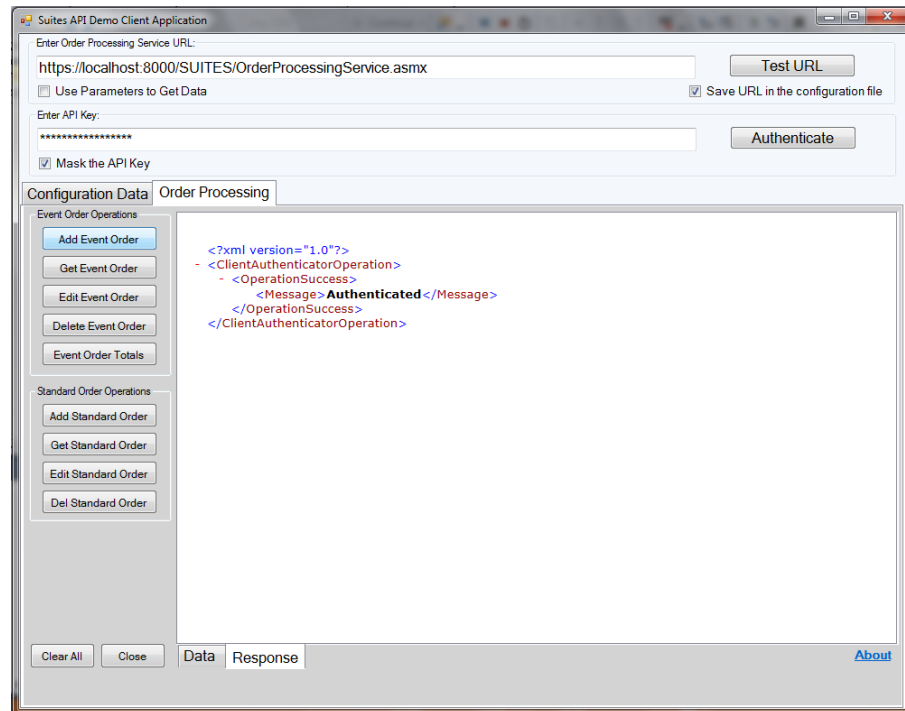 Suites API Demo Client Application
Enter Order Processing Service URL:
https://localhost:8000/SUITES/OrderProcessingService.asmx
Test URL
Use Parameters to Get Data
Save URL in the configuration file
Enter API Key:
*****************
Authenticate
Mask the API Key
Configuration Data
Order Processing
Event Order Operations
Add Event Order
Get Event Order
Edit Event Order
Delete Event Order
Event Order Totals
Standard Order Operations
Add Standard Order
Get Standard Order
Edit Standard Order
Del Standard Order
<?xml version="1.0"?>
- <ClientAuthenticatorOperation>
- <OperationSuccess>
<Message>Authenticated</Message>
</OperationSuccess>
</ClientAuthenticatorOperation>
Clear All
Close
Data
Response
About